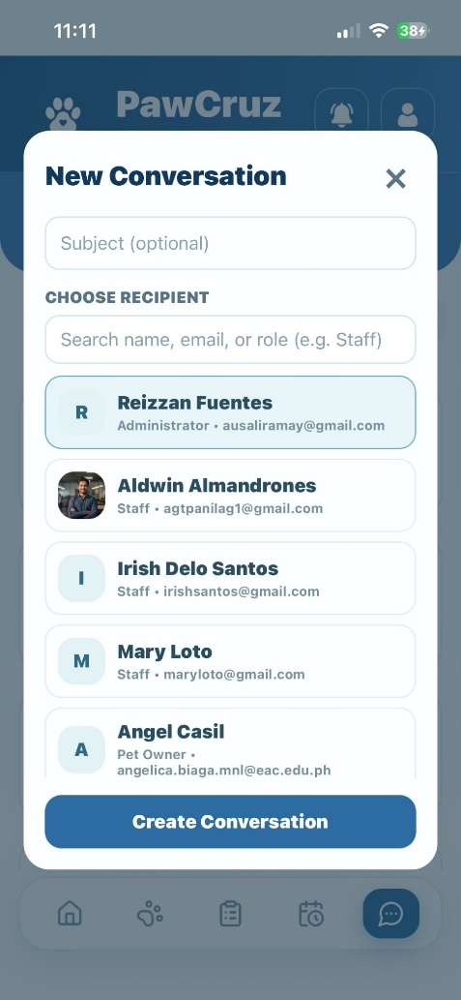 11:11
38
PawCruz
New Conversation
Subject (optional)
CHOOSE RECIPIENT
Search name, email, or role (e.g. Staff)
R
Reizzan Fuentes
Administrator • ausaliramay@gmail.com
Aldwin Almandrones
Staff • agtpanilag1@gmail.com
I
Irish Delo Santos
Staff • irishsantos@gmail.com
M
Mary Loto
Staff • maryloto@gmail.com
A
Angel Casil
Pet Owner •
angelica.biaga.mnl@eac.edu.ph
Create Conversation